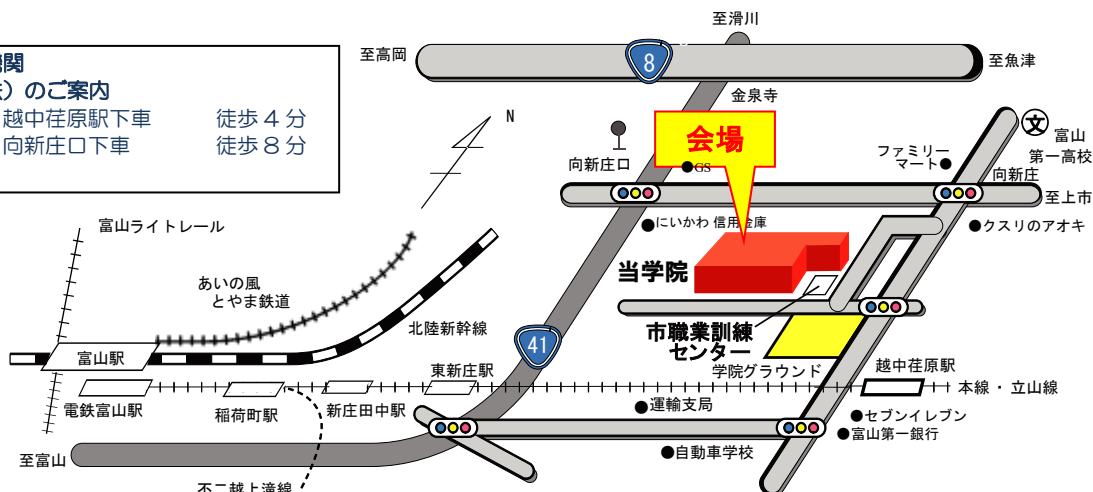 機関
）のご案内
越中荏原駅下車 徒歩４分
向新庄口下車 徒歩８分
至滑川
至高岡
8
至魚津
金泉寺
N
会場
向新庄口
●GS
ファミリー
マート●
文
富山
第一高校
向新庄
至上市
●にいかわ 信用金庫
●クスリのアオキ
富山ライトレール
当学院
あいの風
とやま鉄道
北陸新幹線
市職業訓練
センター
41
富山駅
東新庄駅
学院グラウンド
越中荏原駅
本線・立山線
電鉄富山駅
稲荷町駅
新庄田中駅
●運輸支局
●セブンイレブン
●富山第一銀行
●自動車学校
至富山
不二越上滝線